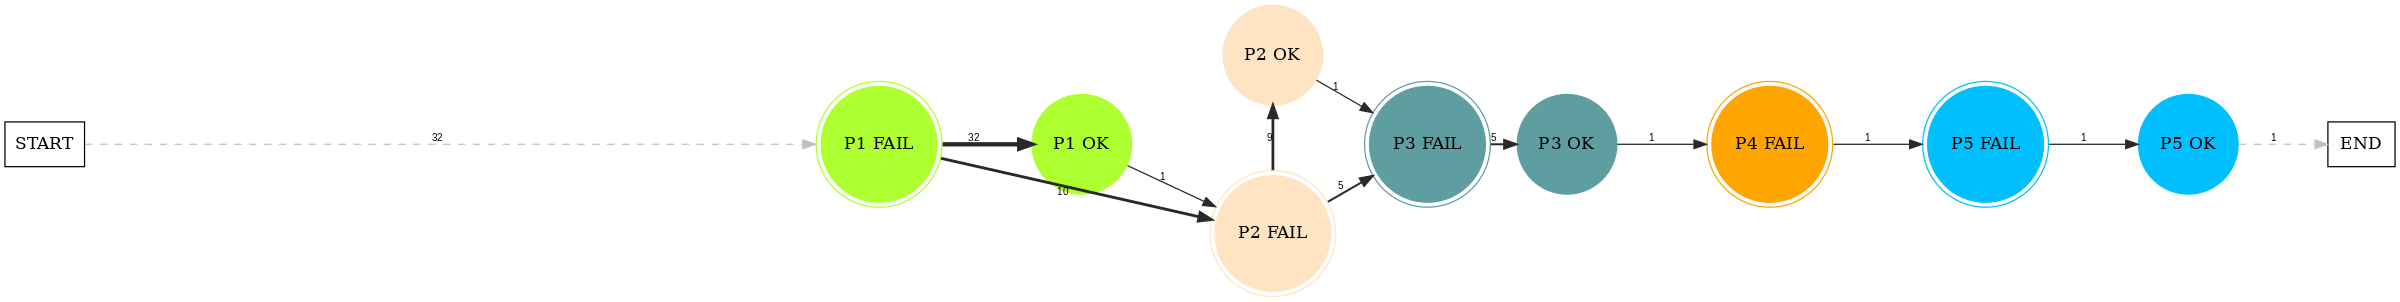 START
32
P1 FAIL
32
P1 OK
10
1
P2 OK
9
P2 FAIL
1
5
P3 FAIL
5
P3 OK
1
P4 FAIL
1
P5 FAIL
1
P5 OK
1
END